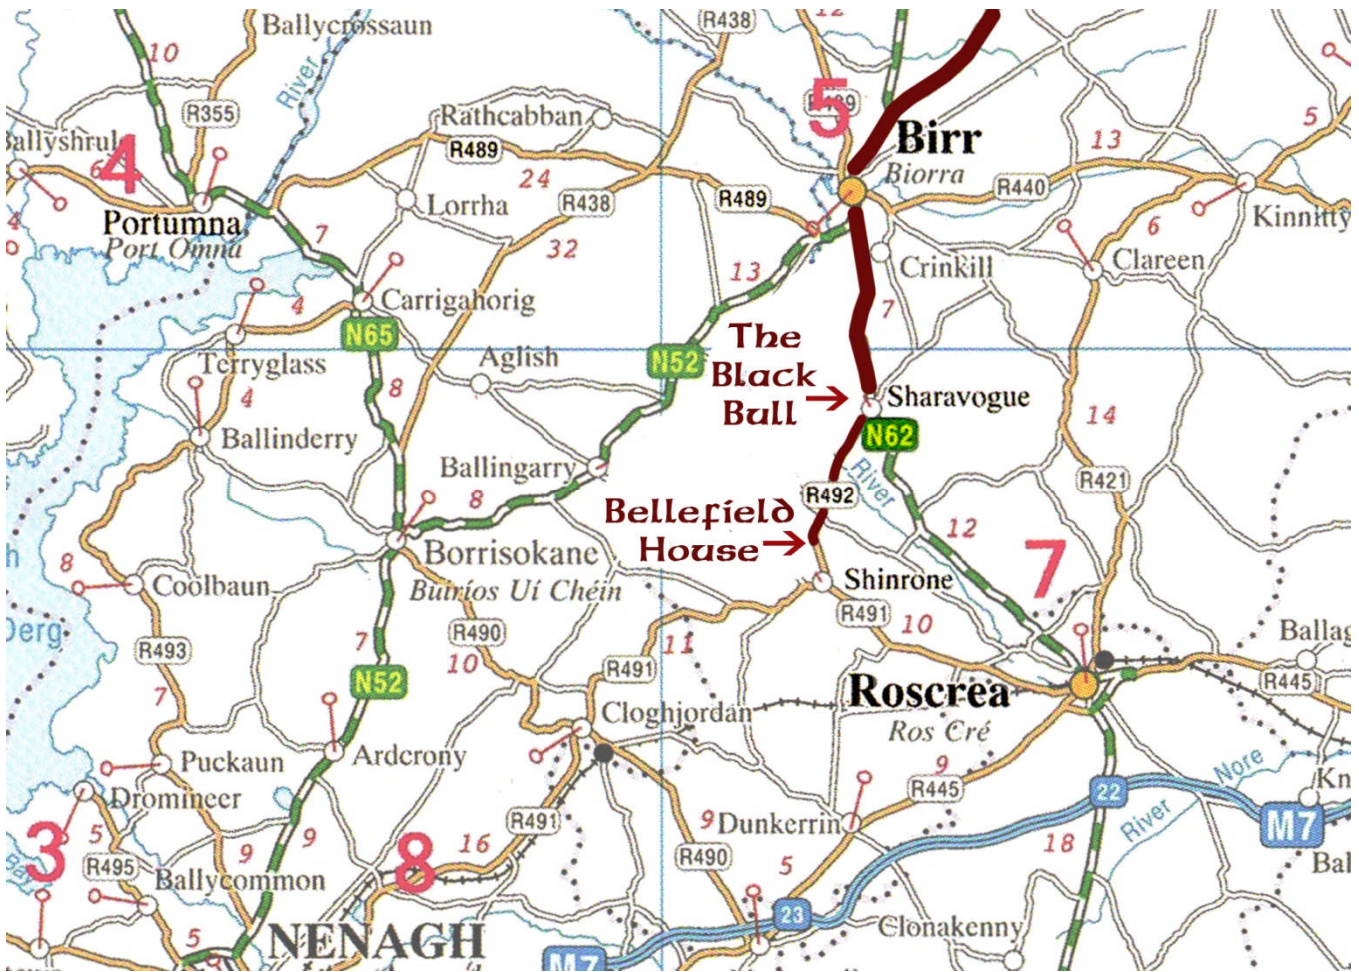 Ballycrossaun
R438
12
10
River
R355
R489
5
Rathcabban
Birr
Biorra
13
5
4
6
R489
24
R438
R489
R440
Kinnitty
Portumna
Port Omna
Lorrha
7
32
6
4
Crinkill
Clareen
13
7
4
Carrigahorig
N65
The
Black
Bull
Terryglass
Aglish
N52
Sharavogue
8
4
14
N62
Ballinderry
Ballingarry
8
R492
River
R421
Bellefield
House
12
7
8
Borrisokane
Buiríos Uí Chéin
Coolbaun
Shinrone
R491
10
R490
10
11
R491
Derg
R493
7
N52
7
Roscrea
Ros Cré
R445
Cloghjordan
Ardcrony
Puckaun
Dromineer
9
R445
22
Nore
River
M7
3
5
R495
9
9
8
16
R491
9
Dunkerrin
R490
5
18
Ballycommon
5
NENAGH
23
Clonakenny
M7